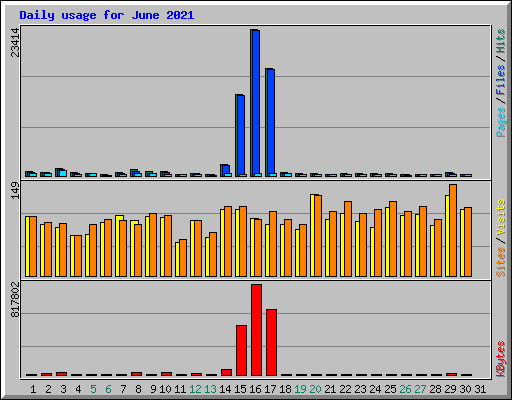 Daily usage for June 2021
23414
Pages / Files / Hits
149
Sites / Visits
817802
KBytes
1 2 3 4 5 6 7 8 9 10 11 12 13 14 15 16 17 18 19 20 21 22 23 24 25 26 27 28 29 30 31